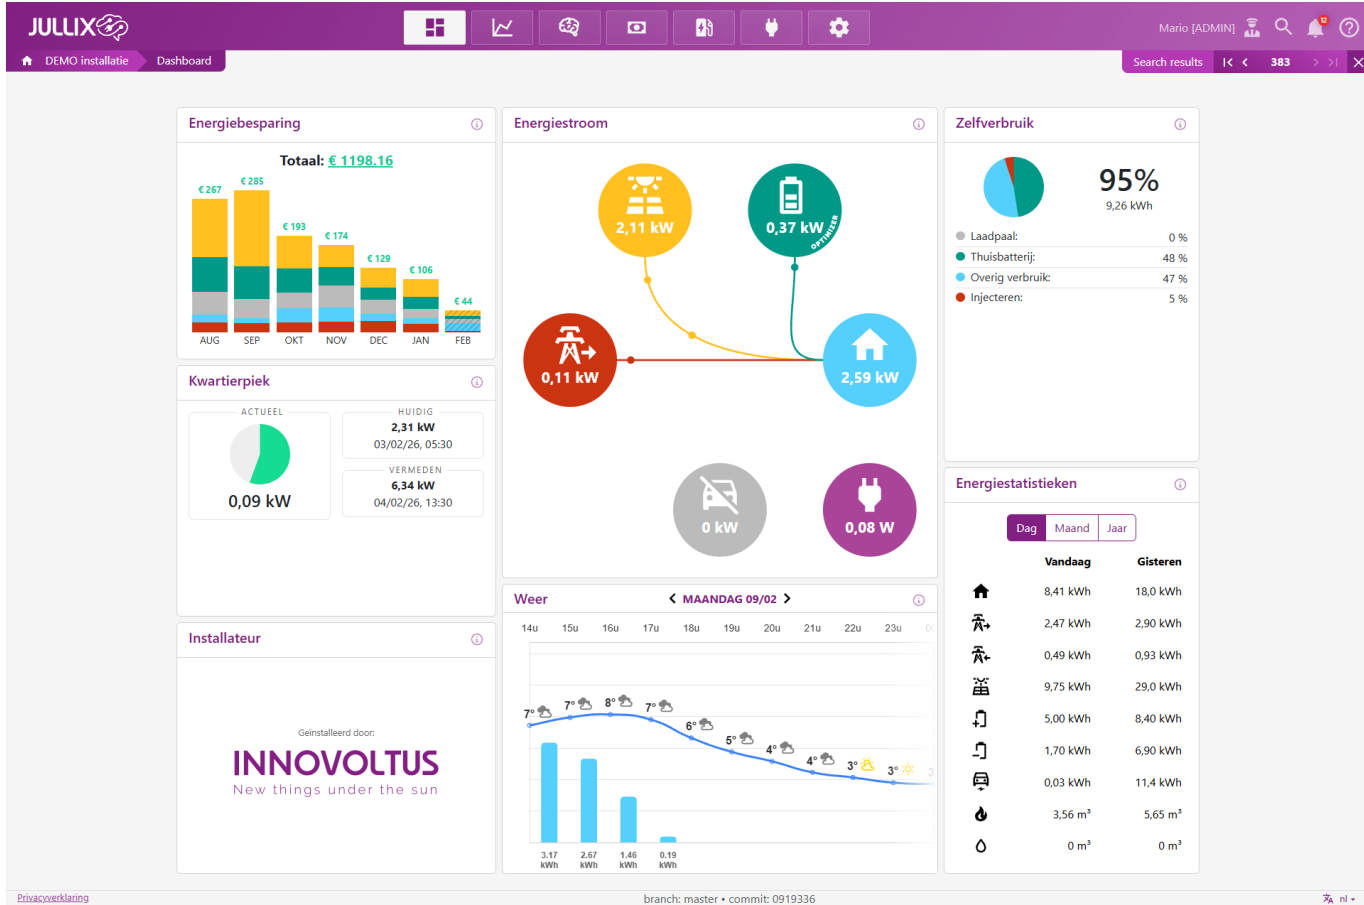 JULLIX
Mario [ADMIN]
12
DEMO installatie
Dashboard
Search results
383
Energiebesparing
Totaal: € 1198.16
€ 267
€ 285
€ 193
€ 174
€ 129
€ 106
€ 44
AUG SEP OKT NOV DEC JAN FEB
Kwartierpiek
ACTUEEL
0,09 kW
HUIDIG
2,31 kW
03/02/26, 05:30
VERMEDEN
6,34 kW
04/02/26, 13:30
Installateur
Geïnstalleerd door:
INNOVOLTUS
New things under the sun
Energiestroom
2,11 kW
0,37 kW
OPTIMIZER
0,11 kW
2,59 kW
0 kW
0,08 W
Weer
MAANDAG 09/02
14u 15u 16u 17u 18u 19u 20u 21u 22u 23u
7° 7° 8° 7° 6° 5° 4° 4° 3° 3°
3.17 2.67 1.46 0.19
kWh kWh kWh kWh
Zelfverbruik
95%
9,26 kWh
Laadpaal: 0 %
Thuisbatterij: 48 %
Overig verbruik: 47 %
Injecteren: 5 %
Energiestatistieken
Dag Maand Jaar
Vandaag Gisteren
8,41 kWh 18,0 kWh
2,47 kWh 2,90 kWh
0,49 kWh 0,93 kWh
9,75 kWh 29,0 kWh
5,00 kWh 8,40 kWh
1,70 kWh 6,90 kWh
0,03 kWh 11,4 kWh
3,56 m³ 5,65 m³
0 m³ 0 m³
Privacyverklaring
branch: master • commit: 0919336
nl